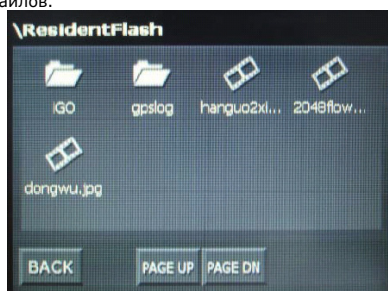 айлов.
\ResidentFlash
iGO gpslog hanguo2xi... 2048flow...
dongwu.jpg
BACK PAGE UP PAGE DN